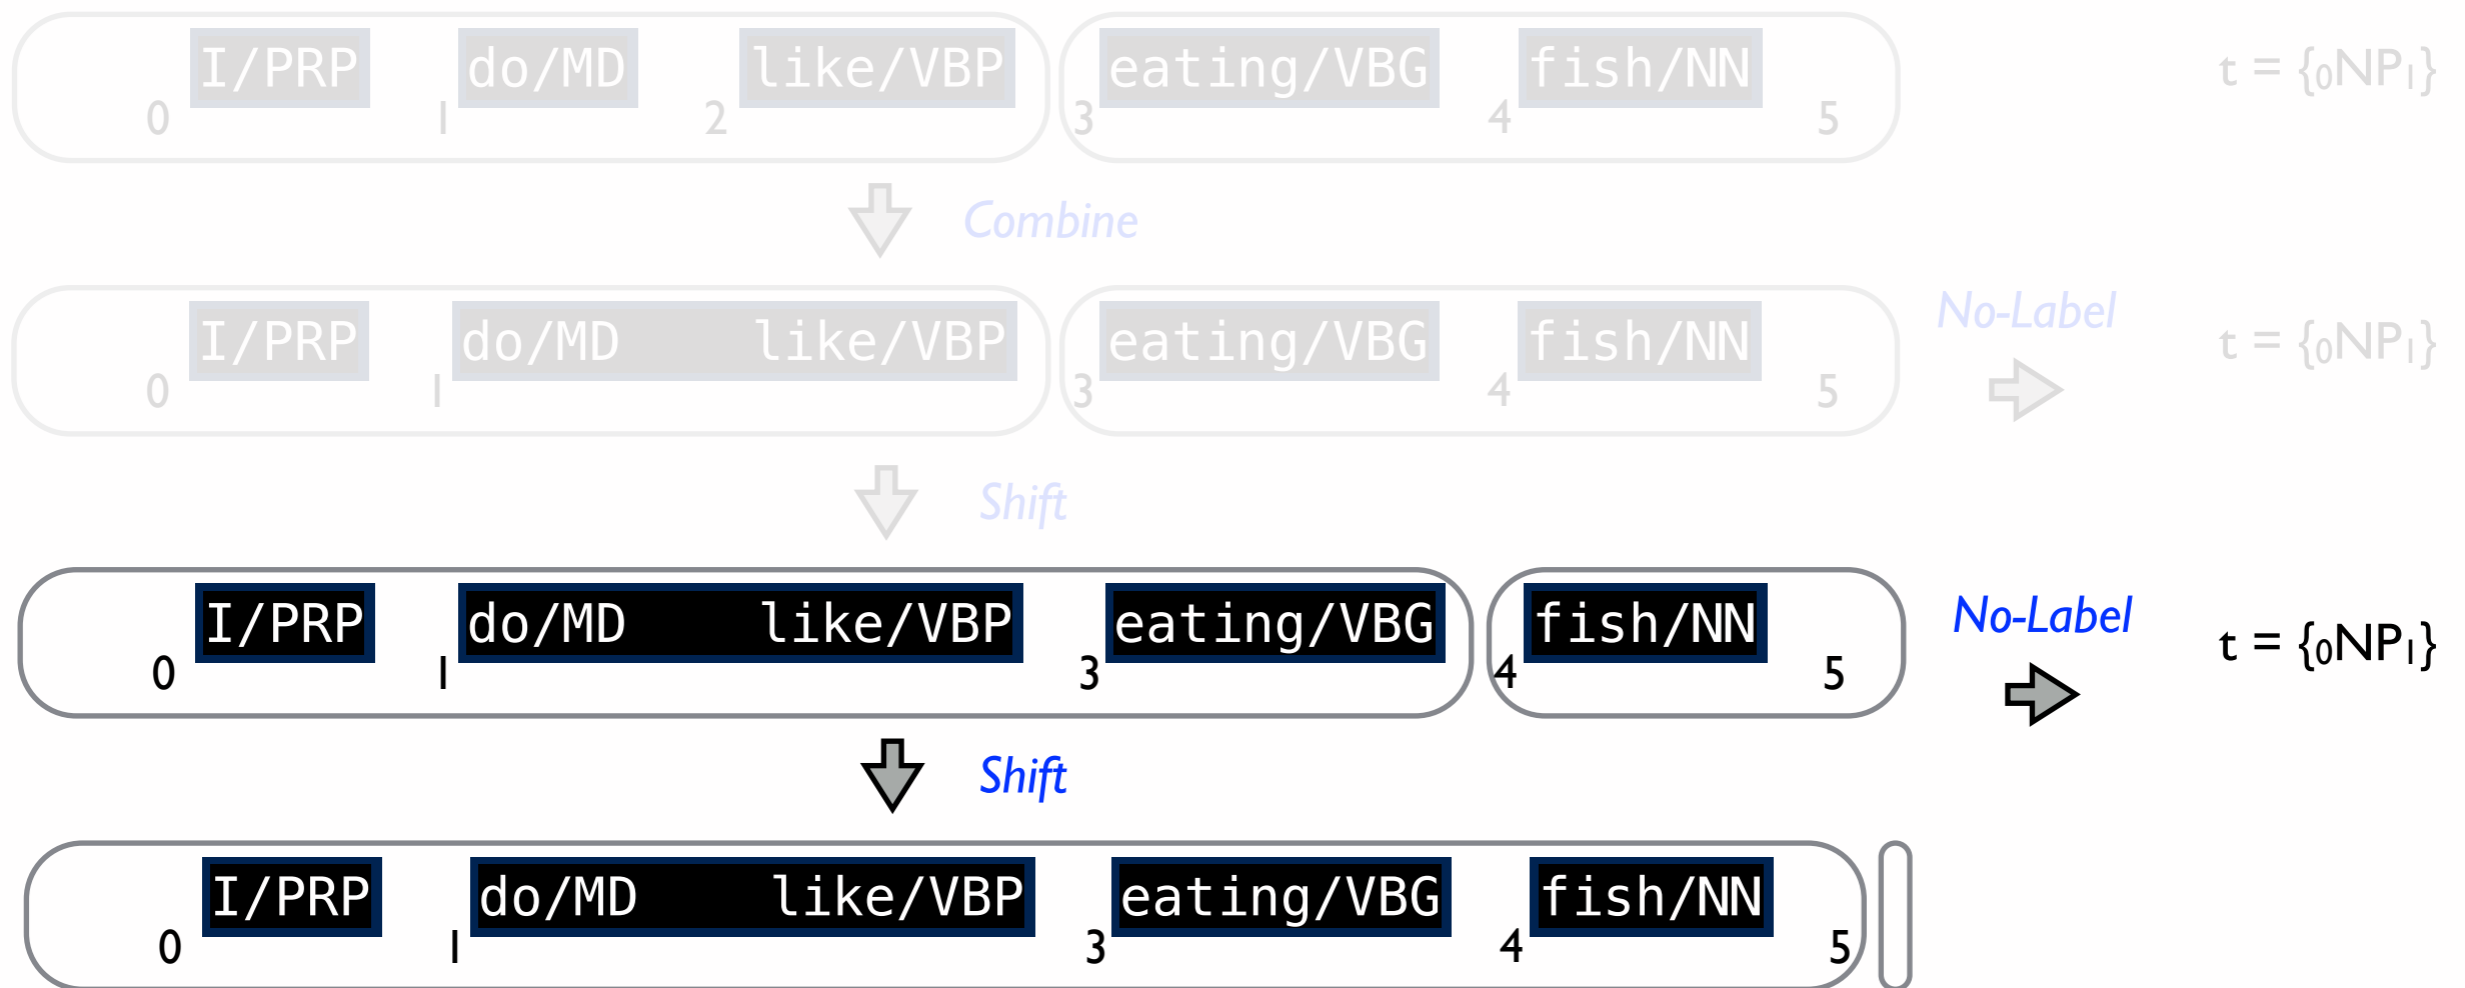 I/PRP do/MD like/VBP eating/VBG fish/NN t = {₀NP₁}
0 1 2 3 4 5
Combine
I/PRP do/MD like/VBP eating/VBG fish/NN No-Label t = {₀NP₁}
0 1 3 4 5
Shift
I/PRP do/MD like/VBP eating/VBG fish/NN No-Label t = {₀NP₁}
0 1 3 4 5
Shift
I/PRP do/MD like/VBP eating/VBG fish/NN
0 1 3 4 5